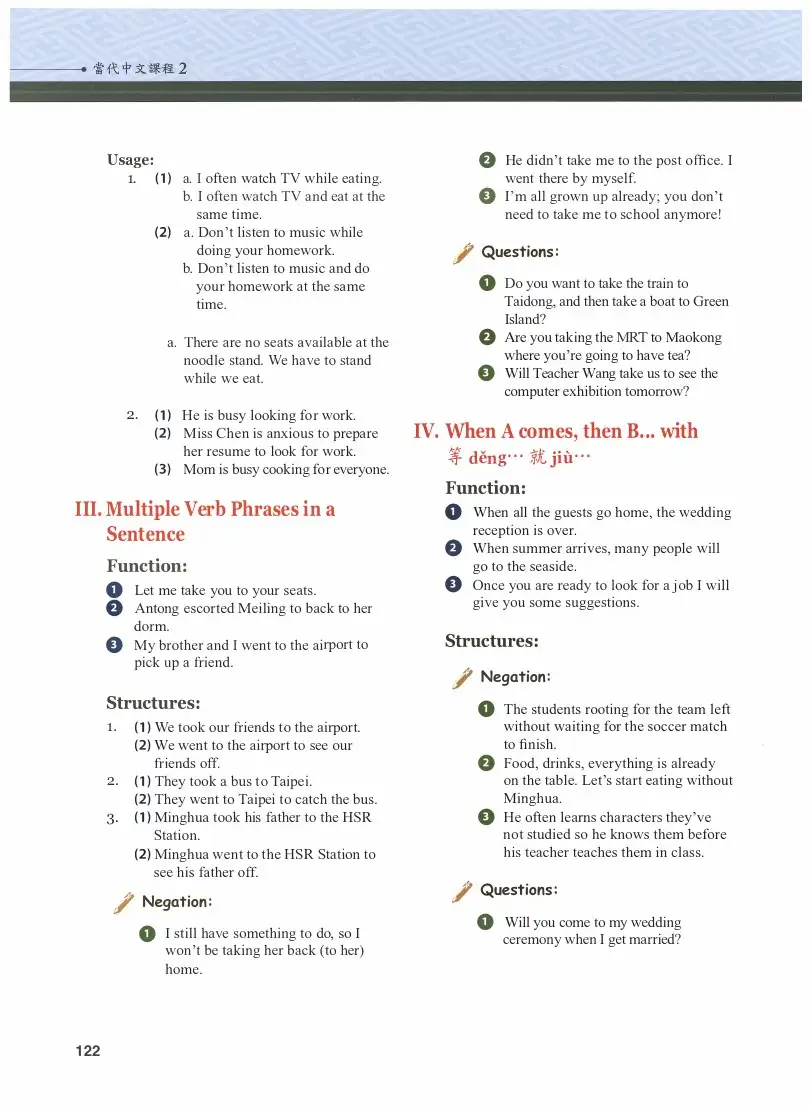 當代中文課程 2
Usage:
1. (1) a. I often watch TV while eating.
b. I often watch TV and eat at the
same time.
(2) a. Don't listen to music while
doing your homework.
b. Don't listen to music and do
your homework at the same
time.
a. There are no seats available at the
noodle stand. We have to stand
while we eat.
2. (1) He is busy looking for work.
(2) Miss Chen is anxious to prepare
her resume to look for work.
(3) Mom is busy cooking for everyone.
III. Multiple Verb Phrases in a
Sentence
Function:
1 Let me take you to your seats.
2 Antong escorted Meiling to back to her
dorm.
3 My brother and I went to the airport to
pick up a friend.
Structures:
1. (1) We took our friends to the airport.
(2) We went to the airport to see our
friends off.
2. (1) They took a bus to Taipei.
(2) They went to Taipei to catch the bus.
3. (1) Minghua took his father to the HSR
Station.
(2) Minghua went to the HSR Station to
see his father off.
Negation:
1 I still have something to do, so I
won't be taking her back (to her)
home.
2 He didn't take me to the post office. I
went there by myself.
3 I'm all grown up already; you don't
need to take me to school anymore!
Questions:
1 Do you want to take the train to
Taidong, and then take a boat to Green
Island?
2 Are you taking the MRT to Maokong
where you're going to have tea?
3 Will Teacher Wang take us to see the
computer exhibition tomorrow?
IV. When A comes, then B... with
等 děng… 就 jiù…
Function:
1 When all the guests go home, the wedding
reception is over.
2 When summer arrives, many people will
go to the seaside.
3 Once you are ready to look for a job I will
give you some suggestions.
Structures:
Negation:
1 The students rooting for the team left
without waiting for the soccer match
to finish.
2 Food, drinks, everything is already
on the table. Let's start eating without
Minghua.
3 He often learns characters they've
not studied so he knows them before
his teacher teaches them in class.
Questions:
1 Will you come to my wedding
ceremony when I get married?
122